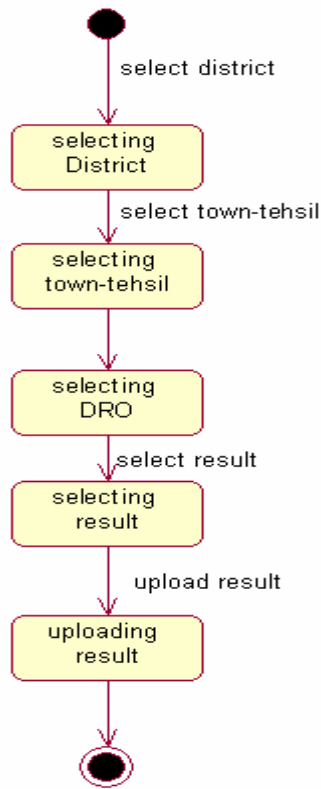 select district
selecting
District
select town-tehsil
selecting
town-tehsil
selecting
DRO
select result
selecting
result
upload result
uploading
result